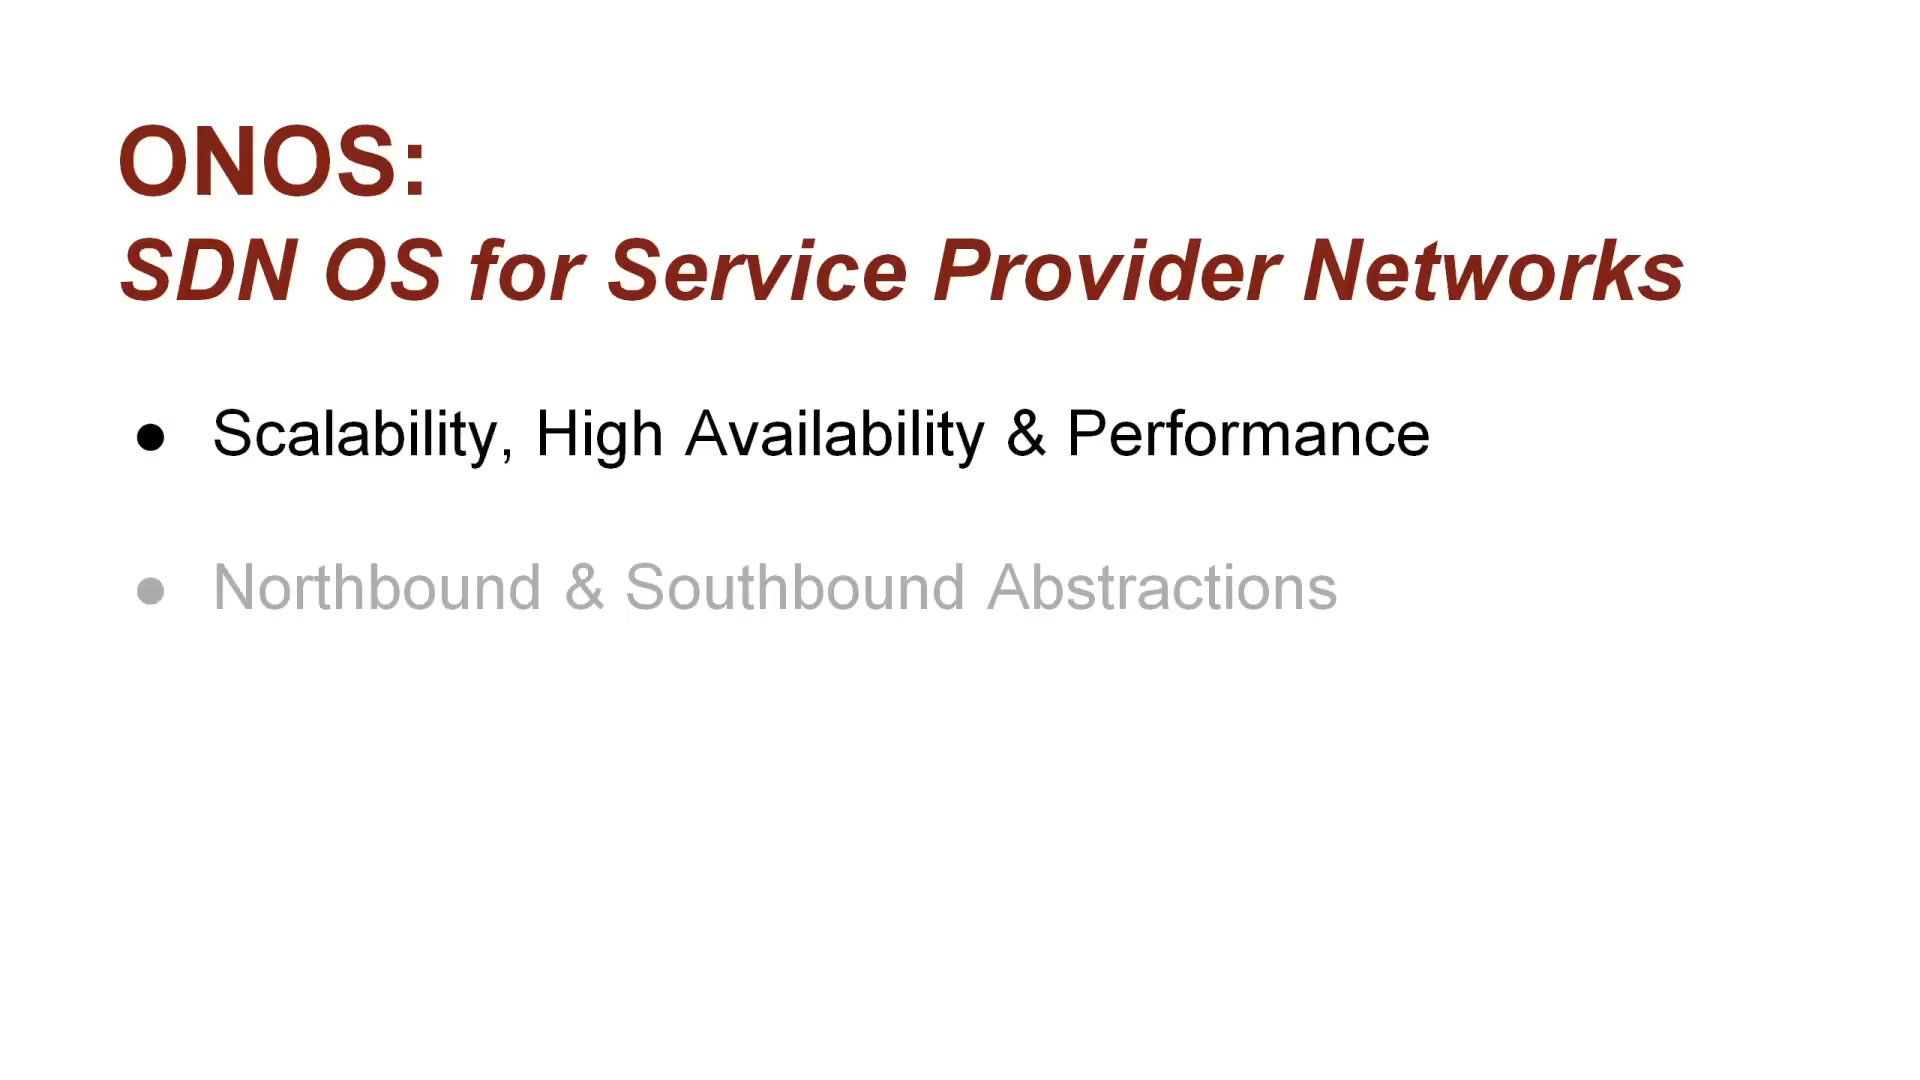 ONOS:
SDN OS for Service Provider Networks
● Scalability, High Availability & Performance
● Northbound & Southbound Abstractions